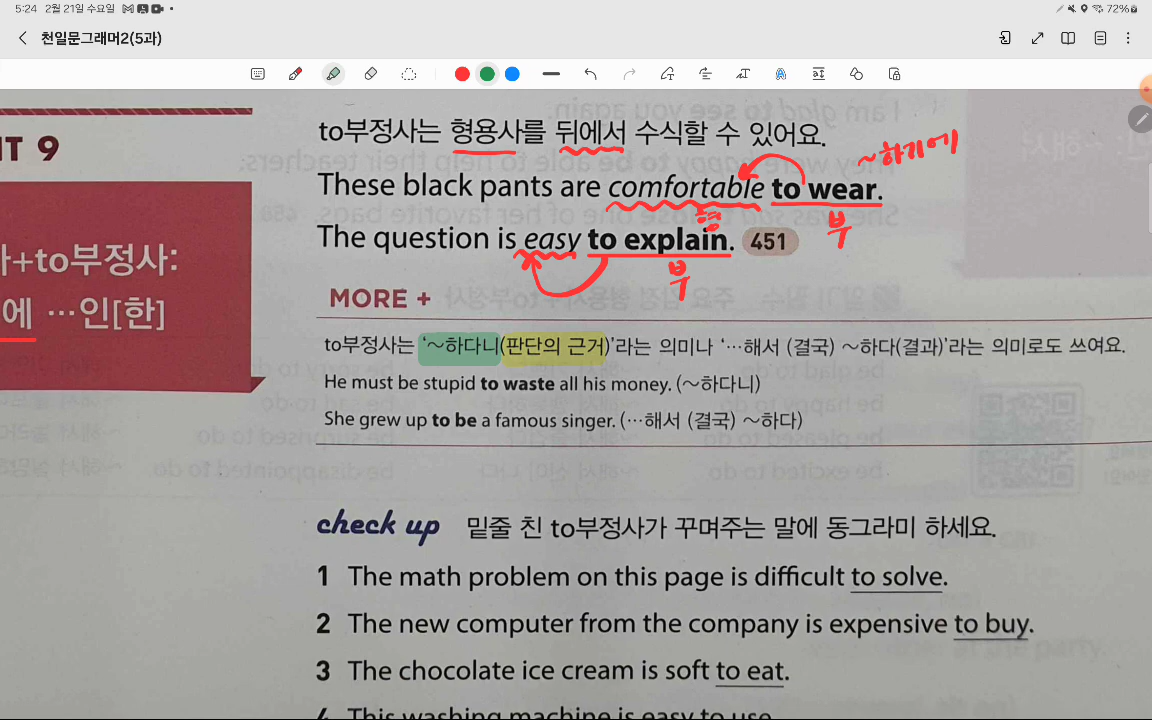 5:24 2월 21일 수요일 72%
천일문그래머2(5과)
IT 9
+to부정사:
에 …인[한]
to부정사는 형용사를 뒤에서 수식할 수 있어요.
~하기에
These black pants are comfortable to wear.
형 부
The question is easy to explain. 451
부
MORE +
to부정사는 ‘~하다니(판단의 근거)’라는 의미나 ‘…해서 (결국) ~하다(결과)’라는 의미로도 쓰여요.
He must be stupid to waste all his money. (~하다니)
She grew up to be a famous singer. (…해서 (결국) ~하다)
check up 밑줄 친 to부정사가 꾸며주는 말에 동그라미 하세요.
1 The math problem on this page is difficult to solve.
2 The new computer from the company is expensive to buy.
3 The chocolate ice cream is soft to eat.
4 This washing machine is easy to use.